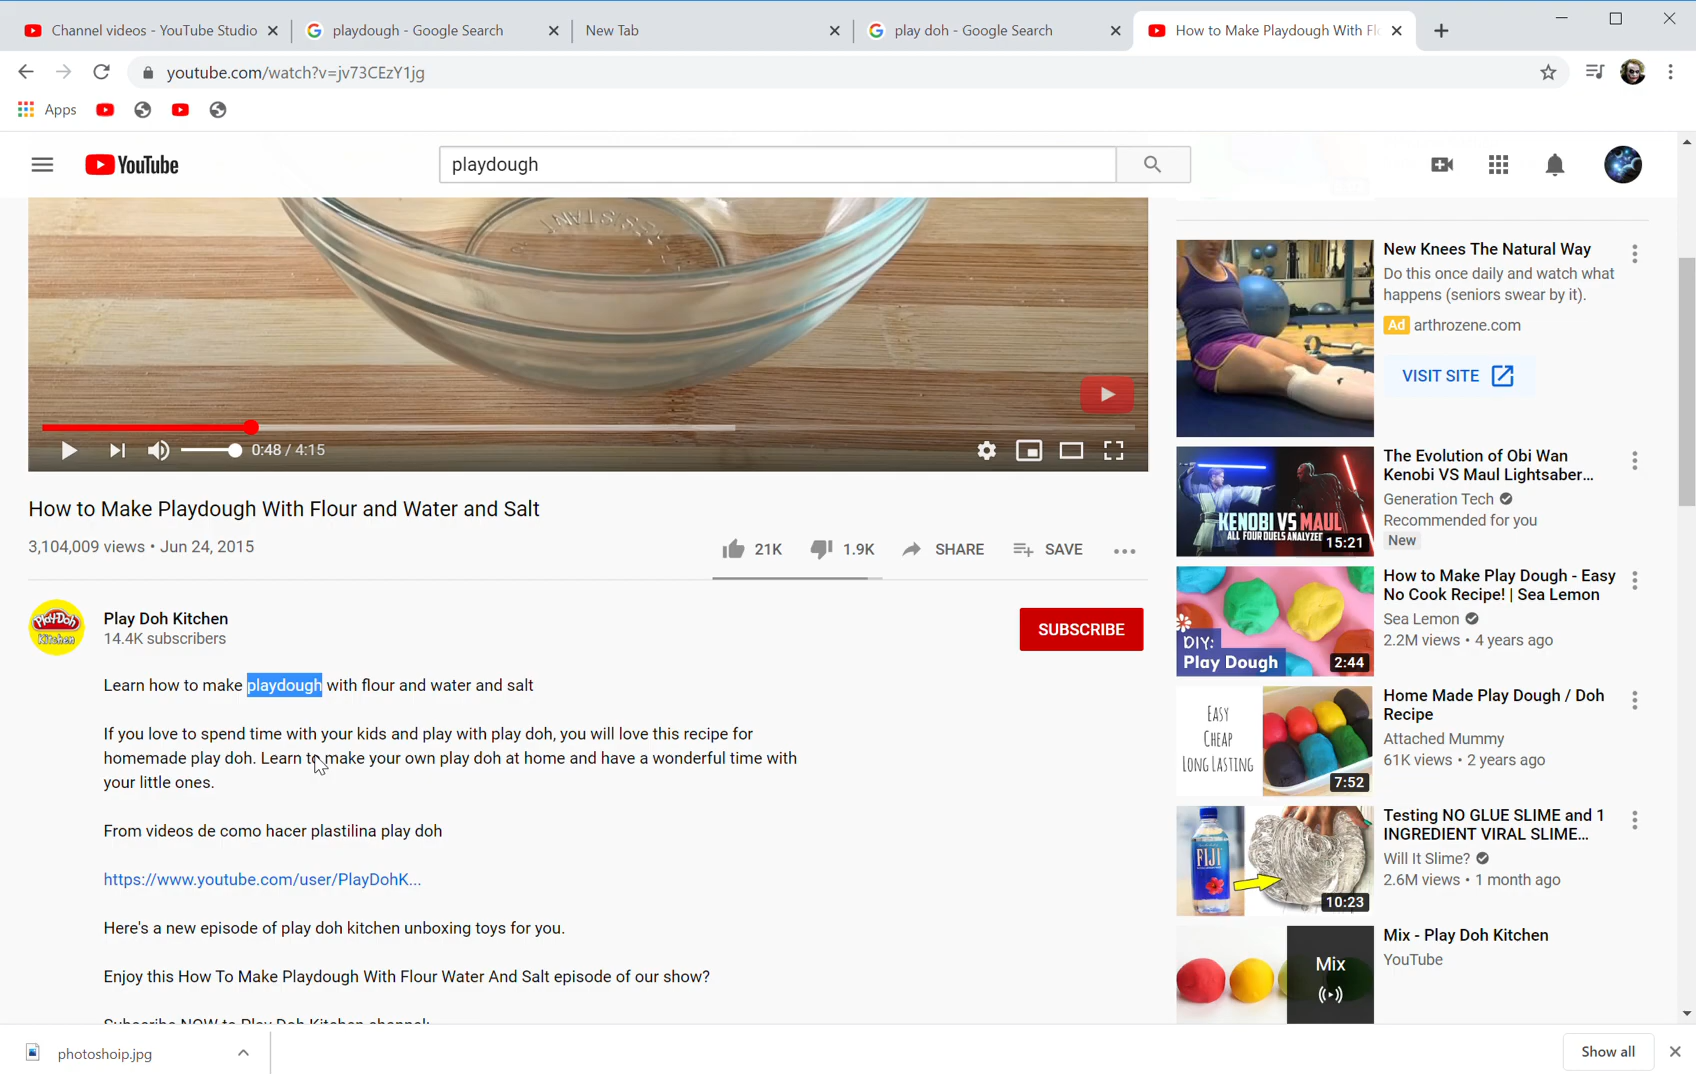 Channel videos - YouTube Studio
playdough - Google Search
New Tab
play doh - Google Search
How to Make Playdough With Fl
youtube.com/watch?v=jv73CEzY1jg
Apps
YouTube
playdough
0:48 / 4:15
How to Make Playdough With Flour and Water and Salt
3,104,009 views • Jun 24, 2015
21K
1.9K
SHARE
SAVE
Play-Doh
Kitchen
Play Doh Kitchen
14.4K subscribers
SUBSCRIBE
Learn how to make playdough with flour and water and salt
If you love to spend time with your kids and play with play doh, you will love this recipe for
homemade play doh. Learn to make your own play doh at home and have a wonderful time with
your little ones.
From videos de como hacer plastilina play doh
https://www.youtube.com/user/PlayDohK...
Here's a new episode of play doh kitchen unboxing toys for you.
Enjoy this How To Make Playdough With Flour Water And Salt episode of our show?
Subscribe NOW to Play Doh Kitchen channel:
New Knees The Natural Way
Do this once daily and watch what
happens (seniors swear by it).
Ad arthrozene.com
VISIT SITE
KENOBI VS MAUL
ALL FOUR DUELS ANALYZED
15:21
The Evolution of Obi Wan
Kenobi VS Maul Lightsaber...
Generation Tech
Recommended for you
New
DIY:
Play Dough
2:44
How to Make Play Dough - Easy
No Cook Recipe! | Sea Lemon
Sea Lemon
2.2M views • 4 years ago
EASY
CHEAP
LONG LASTING
7:52
Home Made Play Dough / Doh
Recipe
Attached Mummy
61K views • 2 years ago
FIJI
10:23
Testing NO GLUE SLIME and 1
INGREDIENT VIRAL SLIME...
Will It Slime?
2.6M views • 1 month ago
Mix
Mix - Play Doh Kitchen
YouTube
photoshoip.jpg
Show all